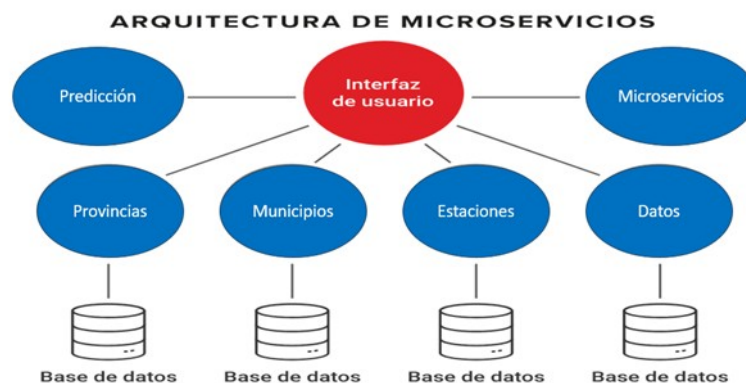 ARQUITECTURA DE MICROSERVICIOS
Interfaz
de usuario
Predicción
Microservicios
Provincias
Municipios
Estaciones
Datos
Base de datos
Base de datos
Base de datos
Base de datos